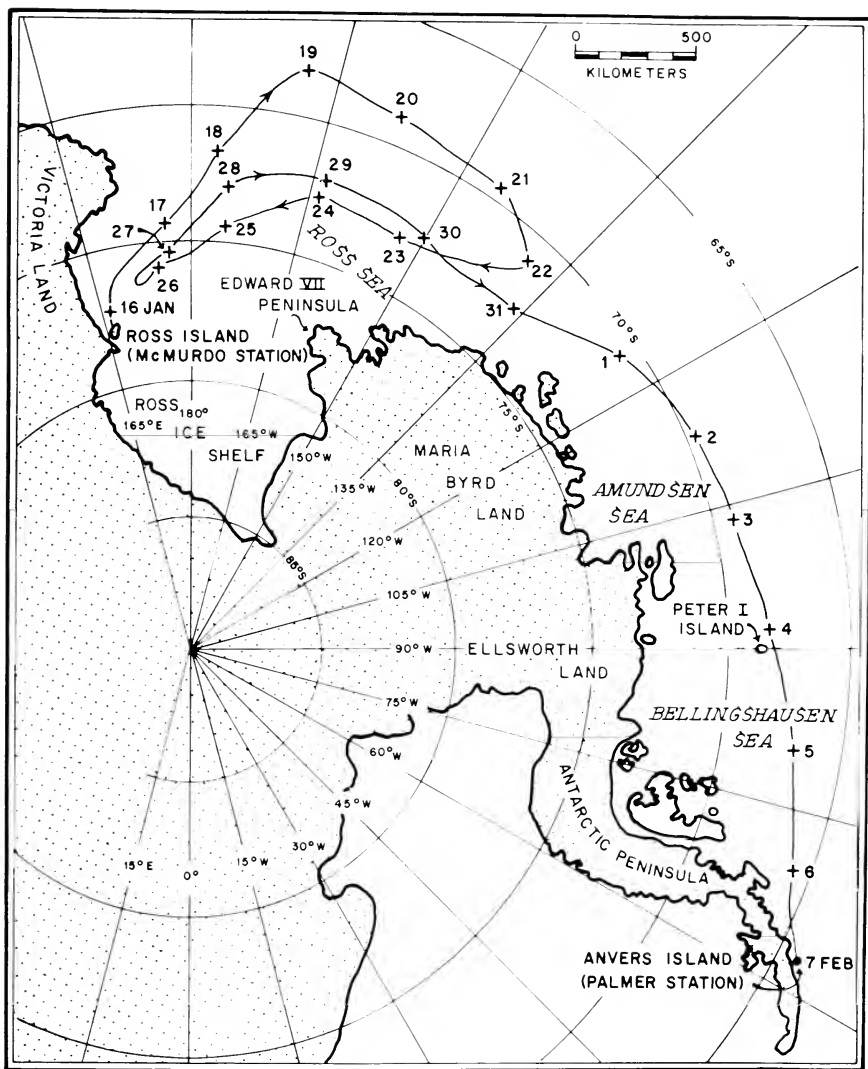 19
0 500
KILOMETERS
20
18
21
28 29
17
24
30
27
25
23
22
26
65°S
VICTORIA LAND
ROSS SEA
EDWARD VII
PENINSULA
31
16 JAN
70°S
ROSS ISLAND
(McMURDO STATION)
1
ROSS 180°
165°E ICE 165°W
SHELF
150°W
75°S
MARIA
BYRD
LAND
2
135°W
80°S
AMUNDSEN
SEA
3
120°W
85°S
105°W
PETER I
ISLAND
4
90°W
ELLSWORTH
LAND
75°W
BELLINGSHAUSEN
SEA
5
60°W
ANTARCTIC PENINSULA
45°W
30°W
15°E 0° 15°W
6
ANVERS ISLAND
(PALMER STATION)
7 FEB